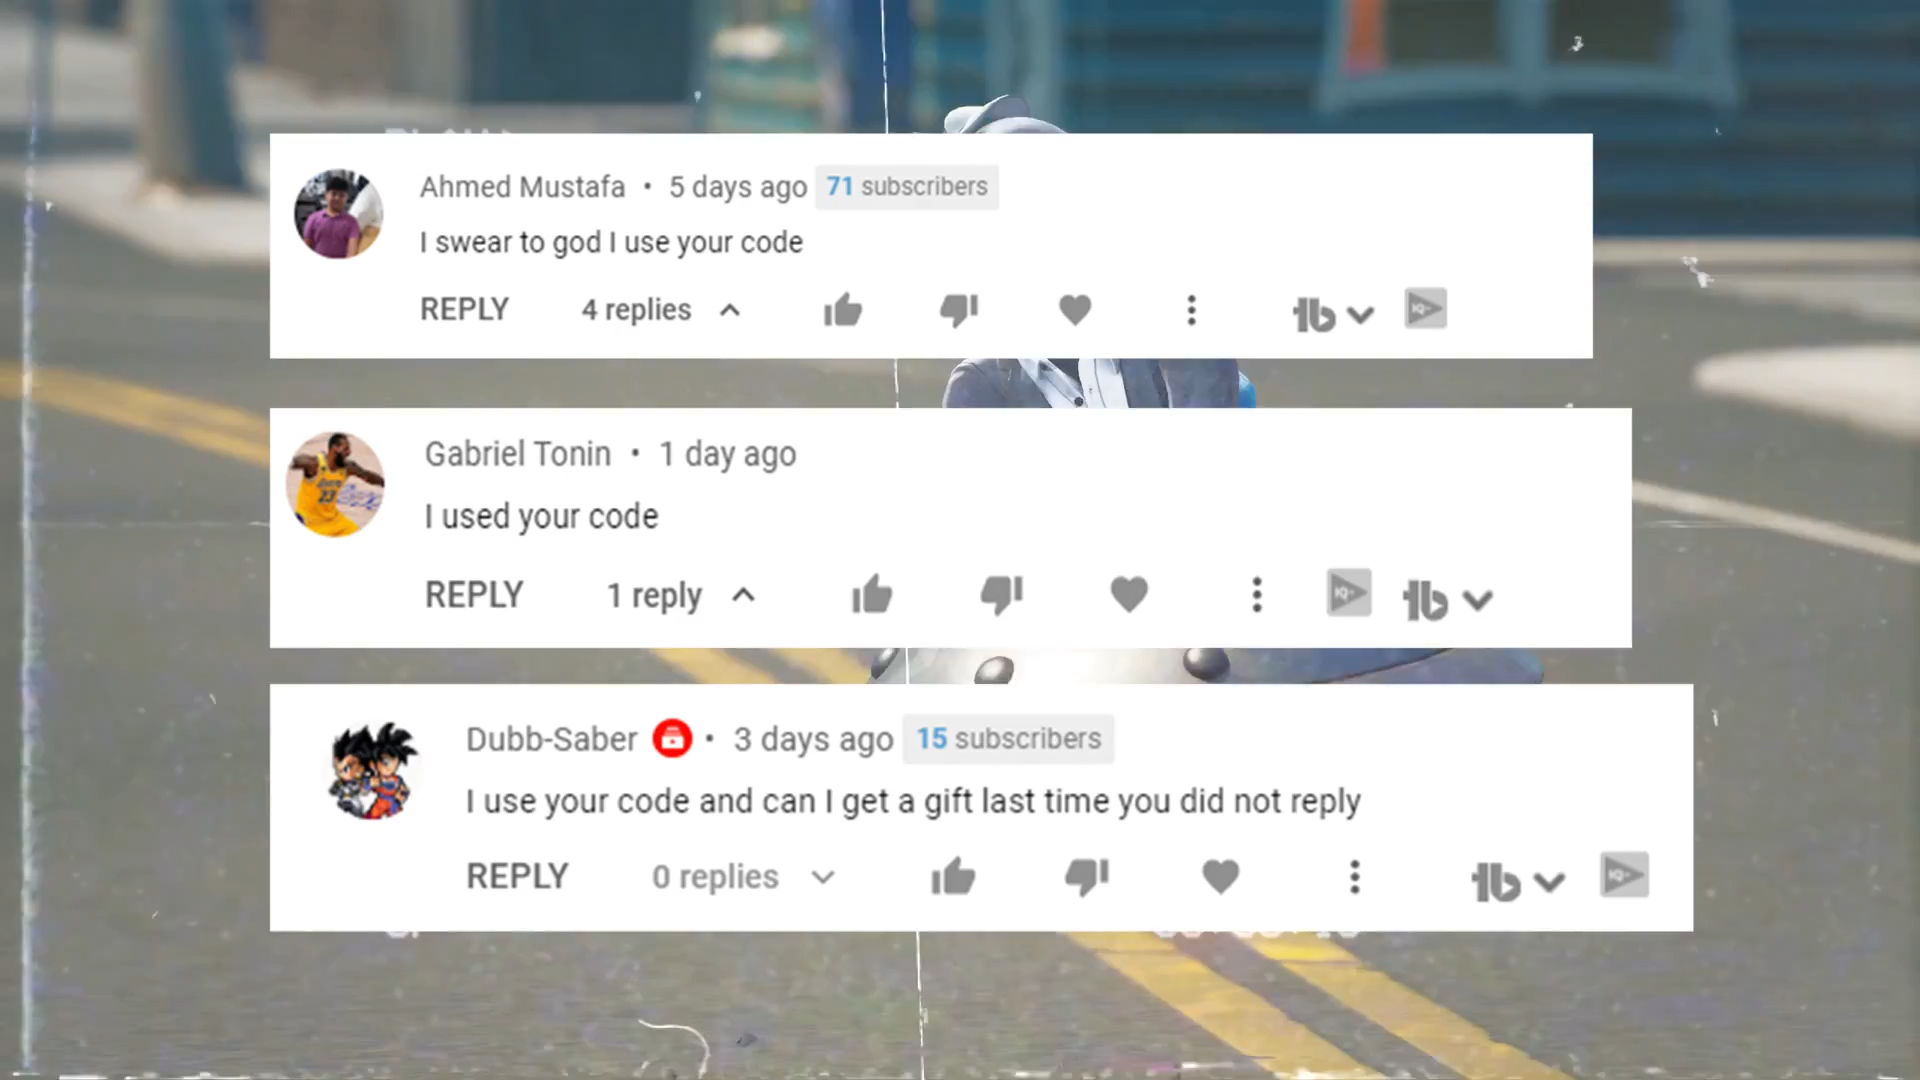 Ahmed Mustafa • 5 days ago 71 subscribers
I swear to god I use your code
REPLY 4 replies
Gabriel Tonin • 1 day ago
I used your code
REPLY 1 reply
Dubb-Saber • 3 days ago 15 subscribers
I use your code and can I get a gift last time you did not reply
REPLY 0 replies